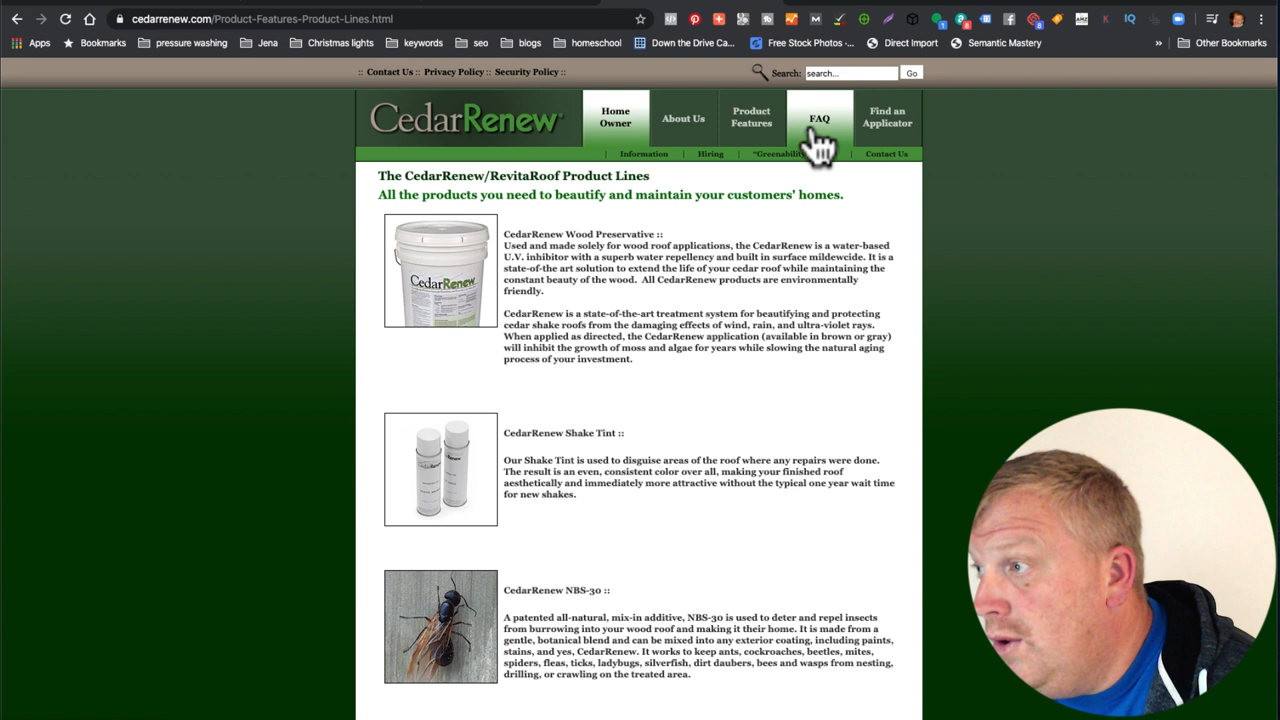 cedarrenew.com/Product-Features-Product-Lines.html
Apps Bookmarks pressure washing Jena Christmas lights keywords seo blogs homeschool Down the Drive Ca... Free Stock Photos -... Direct Import Semantic Mastery » Other Bookmarks
:: Contact Us :: Privacy Policy :: Security Policy ::
Search: search... Go
CedarRenew
Home Owner
About Us
Product Features
FAQ
Find an Applicator
| Information | Hiring | "Greenability | Contact Us
The CedarRenew/RevitaRoof Product Lines
All the products you need to beautify and maintain your customers' homes.
CedarRenew
CedarRenew Wood Preservative ::
Used and made solely for wood roof applications, the CedarRenew is a water-based
U.V. inhibitor with a superb water repellency and built in surface mildewcide. It is a
state-of-the art solution to extend the life of your cedar roof while maintaining the
constant beauty of the wood. All CedarRenew products are environmentally
friendly.
CedarRenew is a state-of-the-art treatment system for beautifying and protecting
cedar shake roofs from the damaging effects of wind, rain, and ultra-violet rays.
When applied as directed, the CedarRenew application (available in brown or gray)
will inhibit the growth of moss and algae for years while slowing the natural aging
process of your investment.
CedarRenew Shake Tint ::
Our Shake Tint is used to disguise areas of the roof where any repairs were done.
The result is an even, consistent color over all, making your finished roof
aesthetically and immediately more attractive without the typical one year wait time
for new shakes.
CedarRenew NBS-30 ::
A patented all-natural, mix-in additive, NBS-30 is used to deter and repel insects
from burrowing into your wood roof and making it their home. It is made from a
gentle, botanical blend and can be mixed into any exterior coating, including paints,
stains, and yes, CedarRenew. It works to keep ants, cockroaches, beetles, mites,
spiders, fleas, ticks, ladybugs, silverfish, dirt daubers, bees and wasps from nesting,
drilling, or crawling on the treated area.